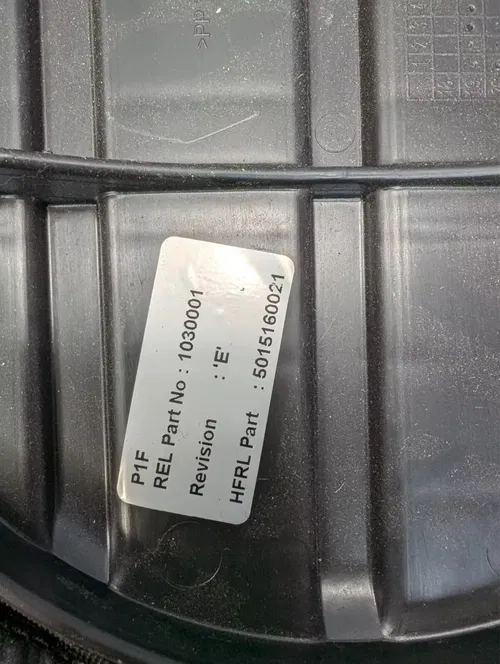 P1F
REL Part No : 1030001
Revision : 'E'
HFRL Part : 5015160021